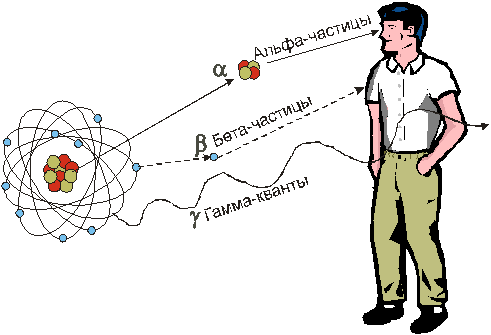 α Альфа-частицы
β Бета-частицы
γ Гамма-кванты